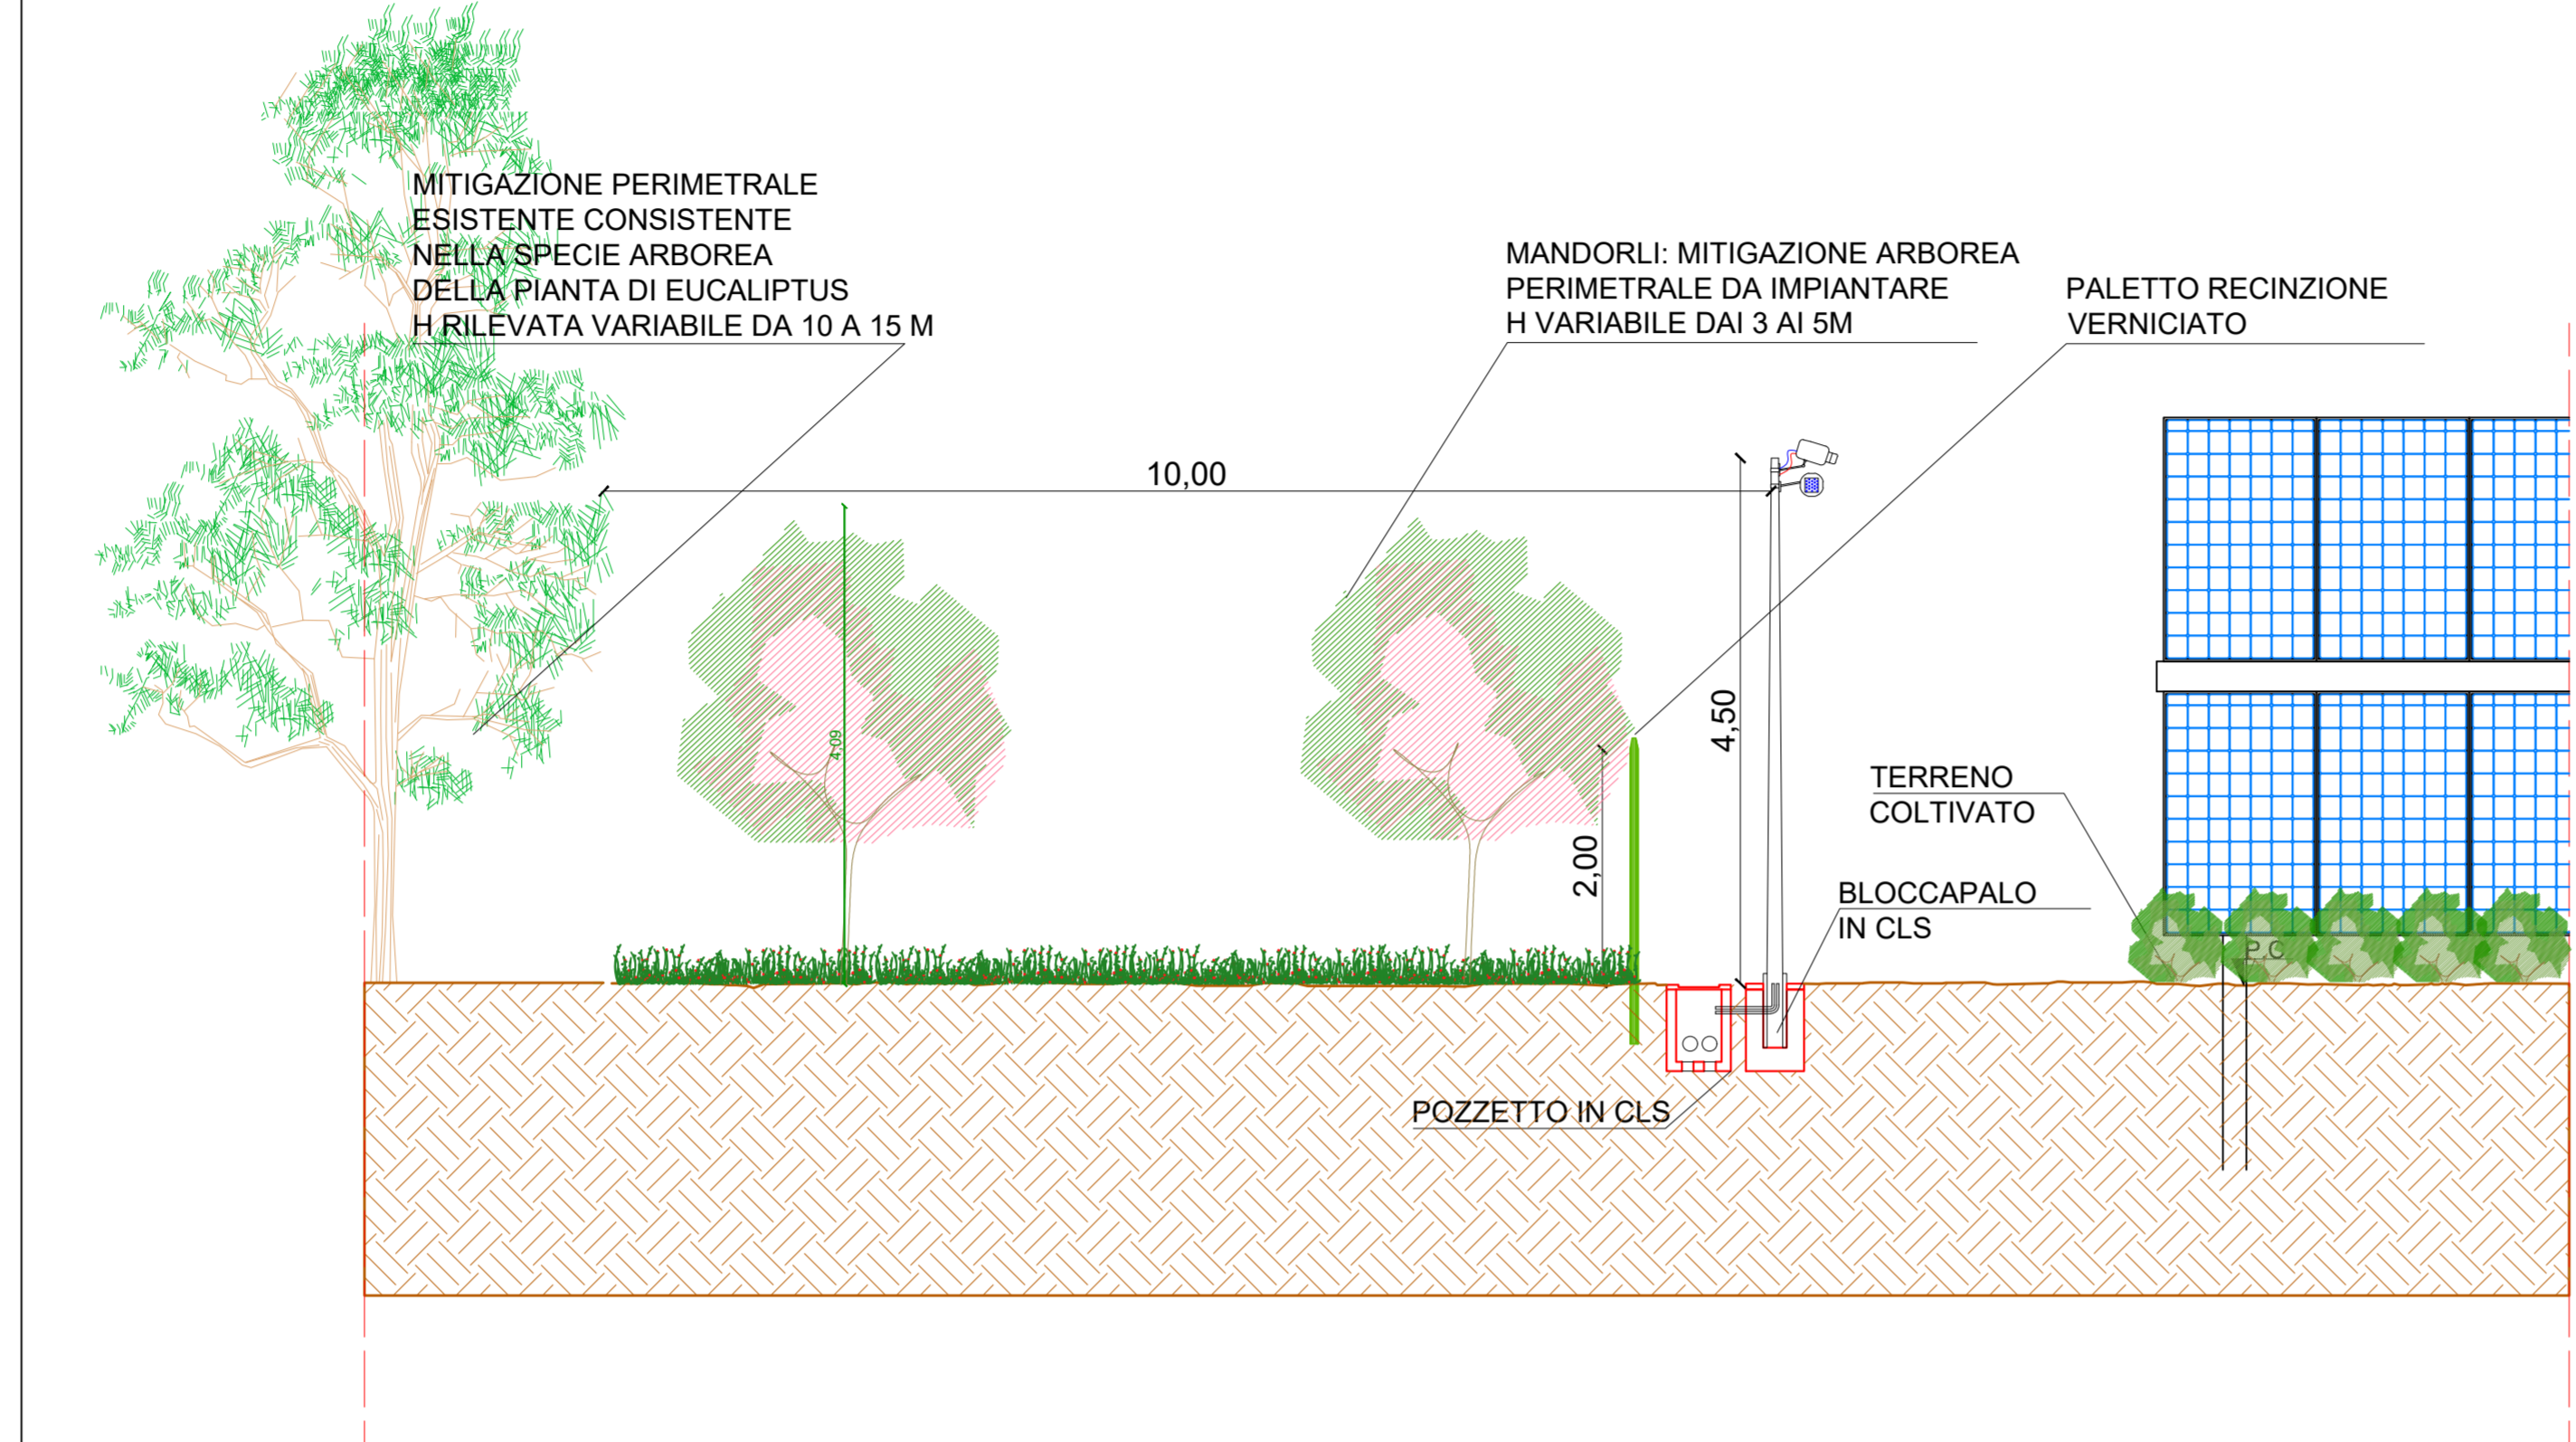 MITIGAZIONE PERIMETRALE
ESISTENTE CONSISTENTE
NELLA SPECIE ARBOREA
DELLA PIANTA DI EUCALIPTUS
H RILEVATA VARIABILE DA 10 A 15 M
MANDORLI: MITIGAZIONE ARBOREA
PERIMETRALE DA IMPIANTARE
H VARIABILE DAI 3 AI 5M
PALETTO RECINZIONE
VERNICIATO
10,00
4,09
4,50
2,00
TERRENO
COLTIVATO
BLOCCAPALO
IN CLS
P.C
POZZETTO IN CLS